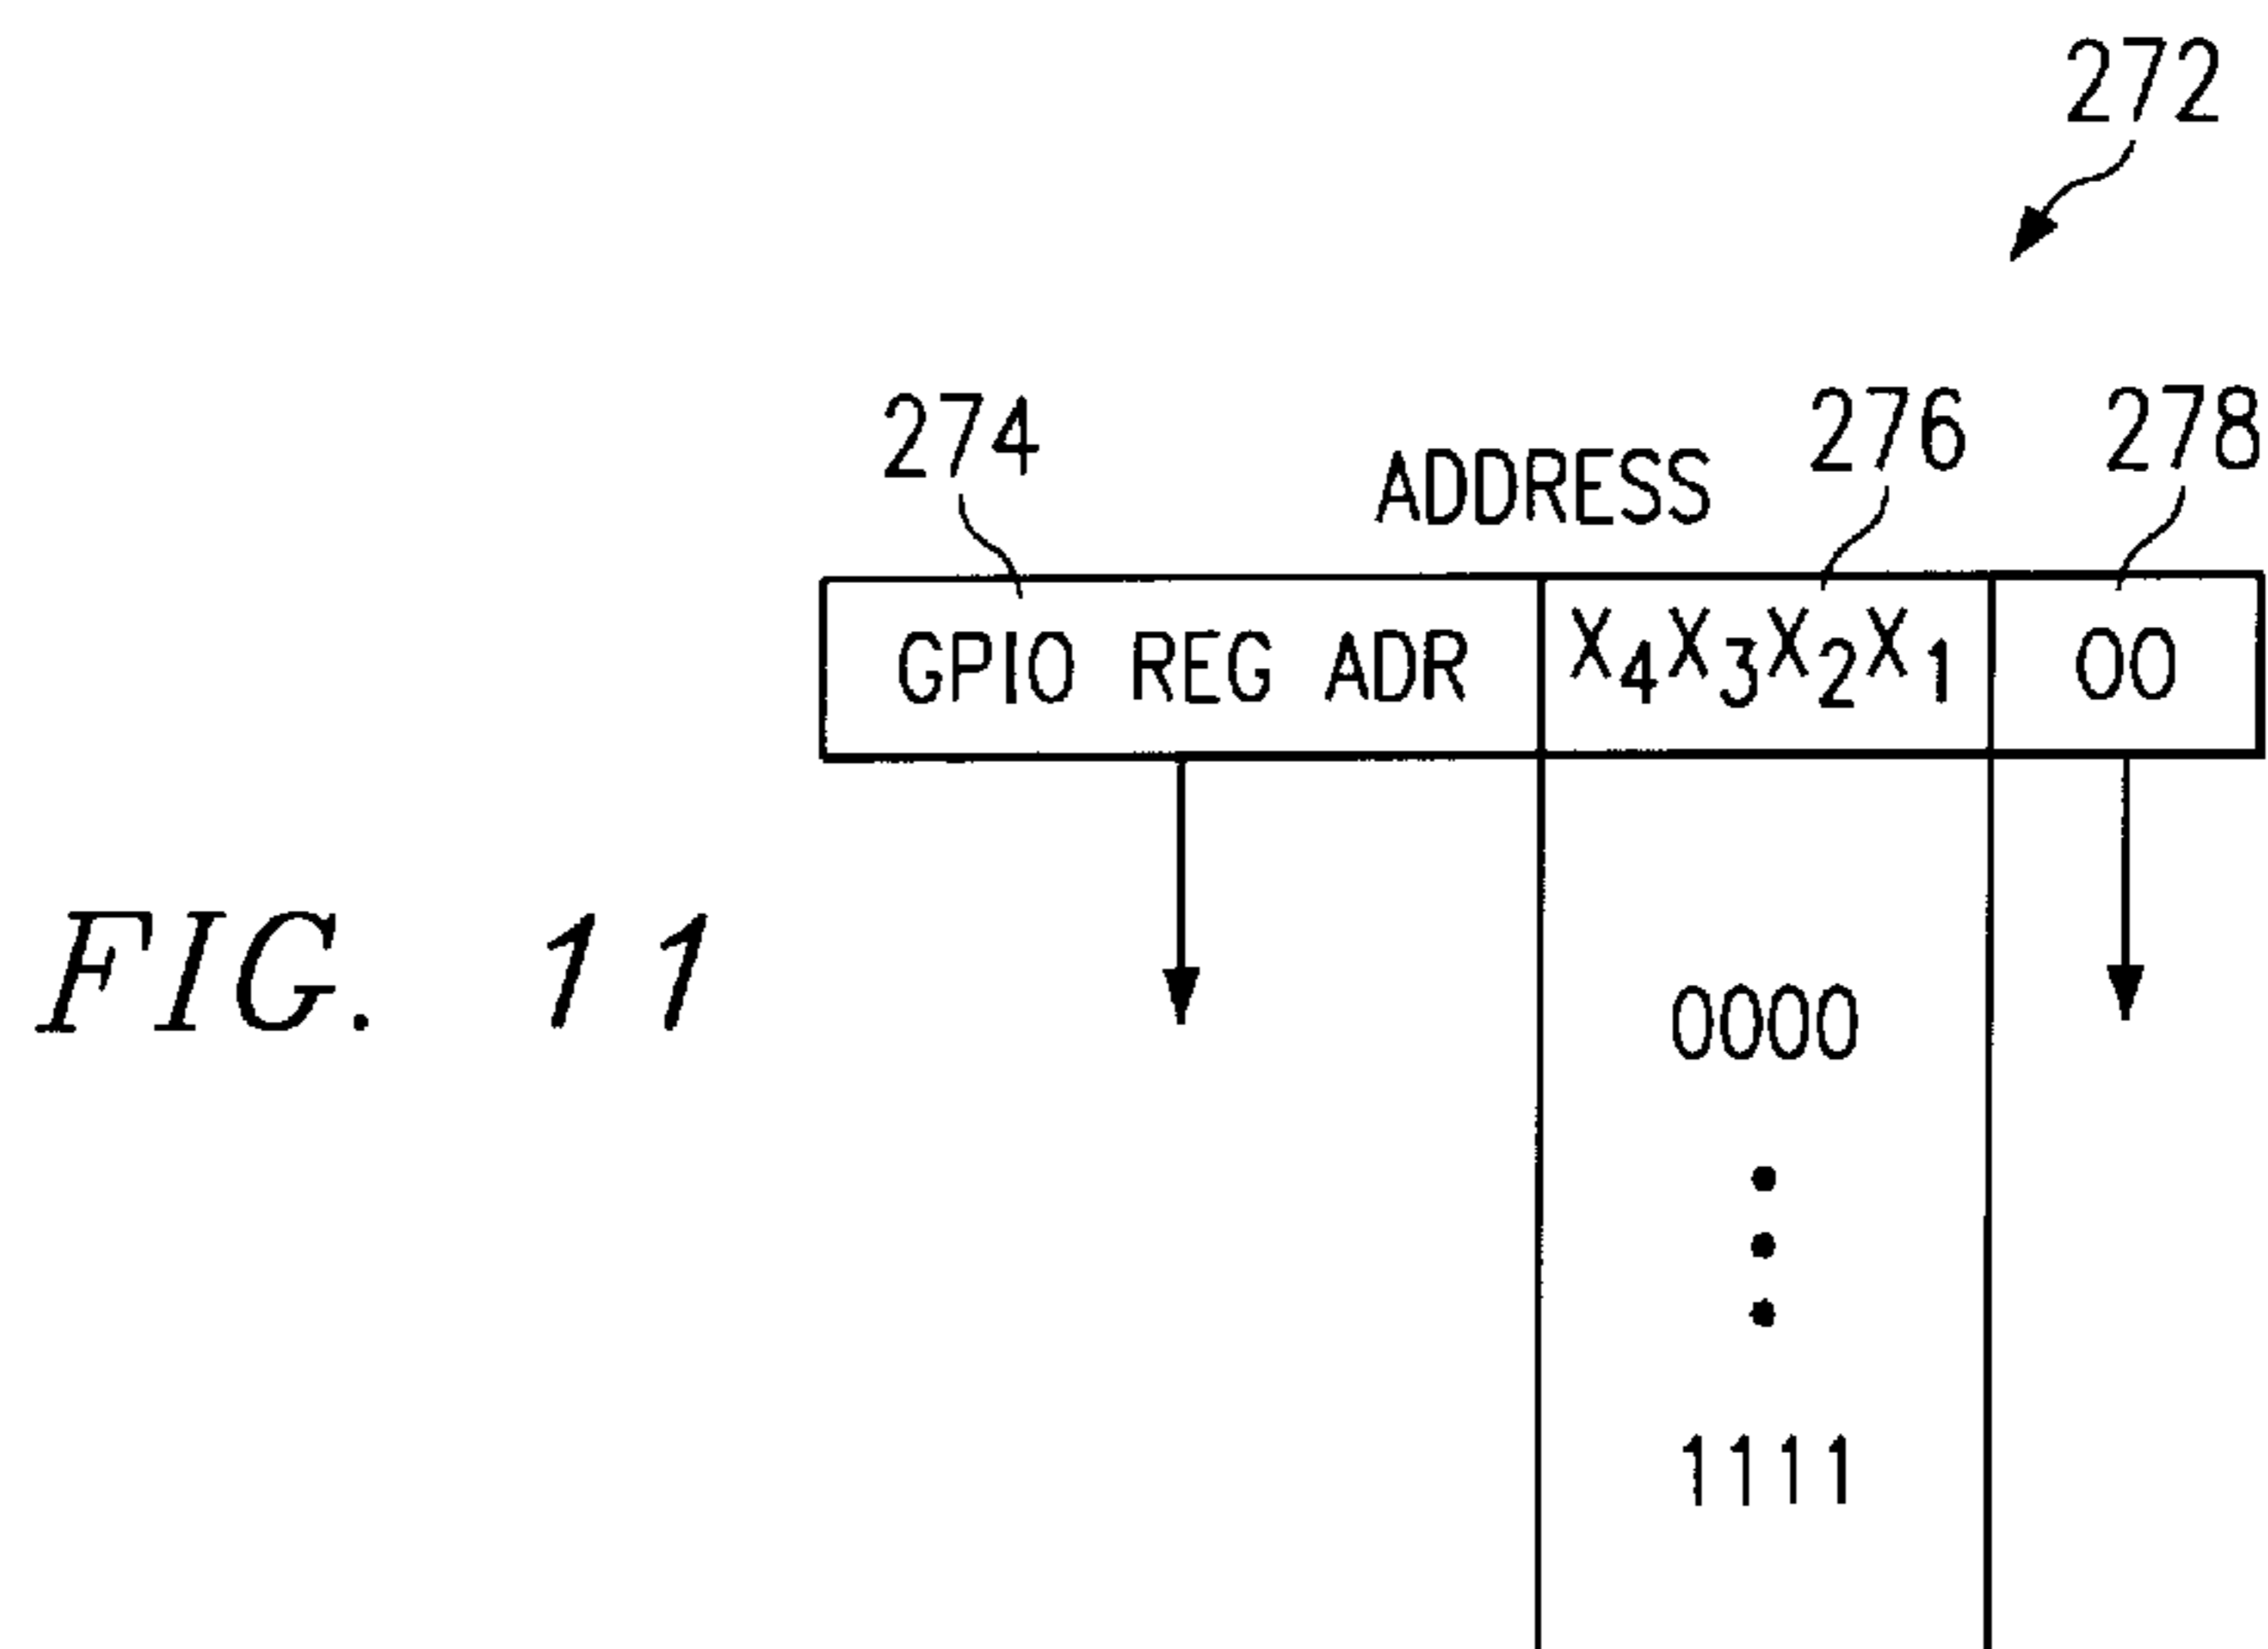 272
274 ADDRESS 276 278
GPIO REG ADR X₄X₃X₂X₁ 00
FIG. 11
0000
1111